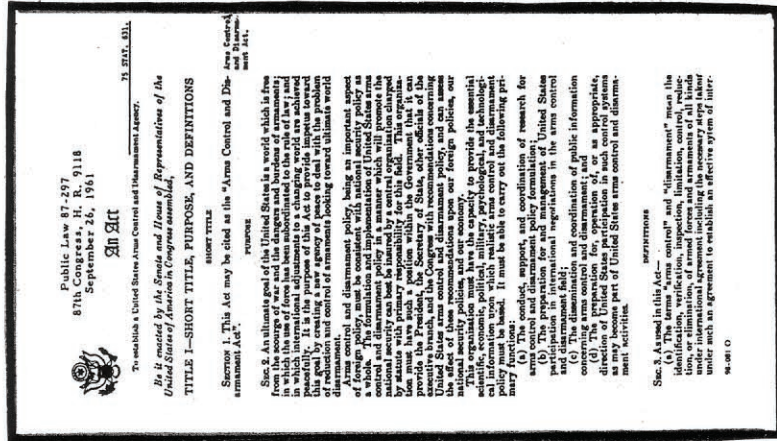 Public Law 87-297
87th Congress, H. R. 9118
September 26, 1961
An Act
75 STAT. 631.
To establish a United States Arms Control and Disarmament Agency.
Be it enacted by the Senate and House of Representatives of the
United States of America in Congress assembled,
TITLE I—SHORT TITLE, PURPOSE, AND DEFINITIONS
SHORT TITLE
SECTION 1. This Act may be cited as the "Arms Control and Dis-
armament Act".
Arms Control
and Disarma-
ment Act.
PURPOSE
SEC. 2. An ultimate goal of the United States is a world which is free
from the scourge of war and the dangers and burdens of armaments;
in which the use of force has been subordinated to the rule of law; and
in which international adjustments to a changing world are achieved
peacefully. It is the purpose of this Act to provide impetus toward
this goal by creating a new agency of peace to deal with the problem
of reduction and control of armaments looking toward ultimate world
disarmament.
Arms control and disarmament policy, being an important aspect
of foreign policy, must be consistent with national security policy as
a whole. The formulation and implementation of United States arms
control and disarmament policy in a manner which will promote the
national security can best be insured by a central organization charged
by statute with primary responsibility for this field. This organiza-
tion must have such a position within the Government that it can
provide the President, the Secretary of State, other officials of the
executive branch, and the Congress with recommendations concerning
United States arms control and disarmament policy, and can assess
the effect of these recommendations upon our foreign policies, our
national security policies, and our economy.
This organization must have the capacity to provide the essential
scientific, economic, political, military, psychological, and technologi-
cal information upon which realistic arms control and disarmament
policy must be based. It must be able to carry out the following pri-
mary functions:
(a) The conduct, support, and coordination of research for
arms control and disarmament policy formulation;
(b) The preparation for and management of United States
participation in international negotiations in the arms control
and disarmament field;
(c) The dissemination and coordination of public information
concerning arms control and disarmament; and
(d) The preparation for, operation of, or as appropriate,
direction of United States participation in such control systems
as may become part of United States arms control and disarma-
ment activities.
DEFINITIONS
SEC. 3. As used in this Act—
(a) The terms "arms control" and "disarmament" mean the
identification, verification, inspection, limitation, control, reduc-
tion, or elimination, of armed forces and armaments of all kinds
under international agreement including the necessary steps taken
under such an agreement to establish an effective sytem of inter-
98-081 O